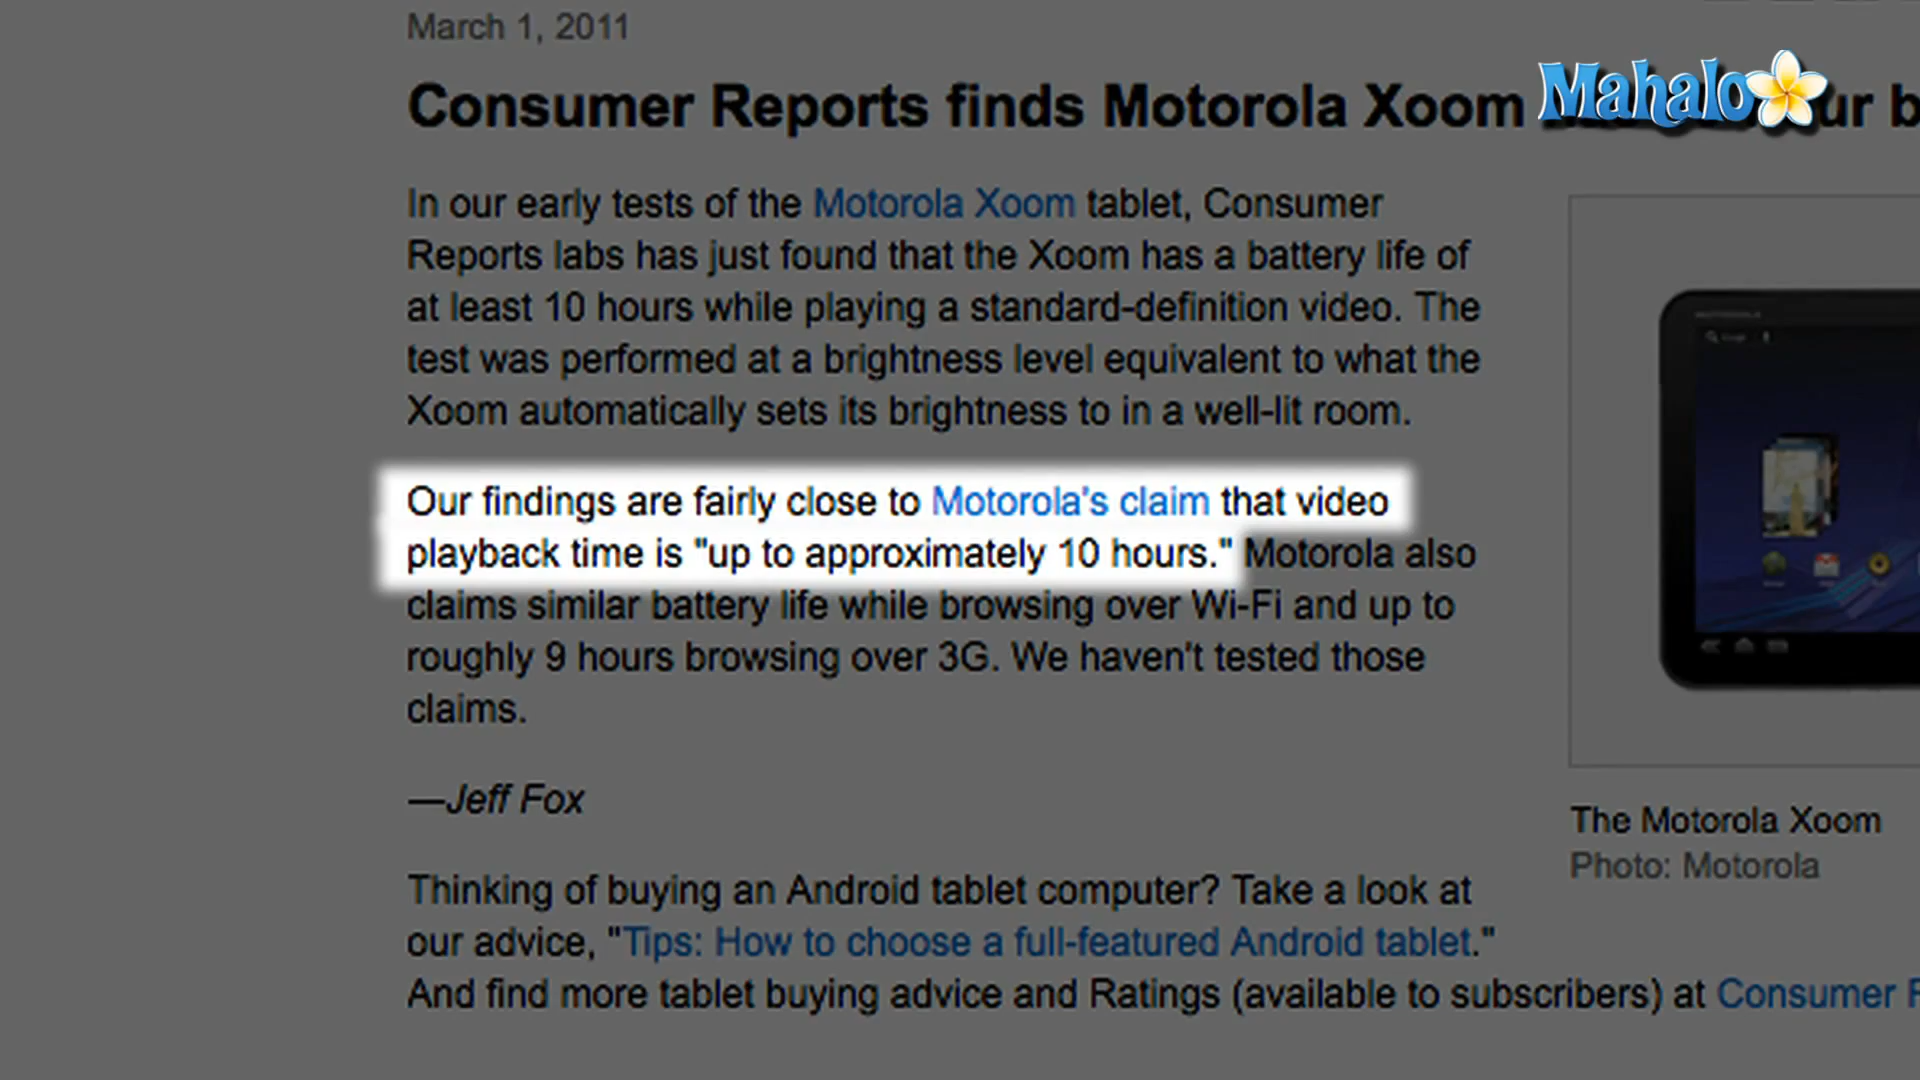 March 1, 2011
Mahalo
Consumer Reports finds Motorola Xoom ur b
In our early tests of the Motorola Xoom tablet, Consumer
Reports labs has just found that the Xoom has a battery life of
at least 10 hours while playing a standard-definition video. The
test was performed at a brightness level equivalent to what the
Xoom automatically sets its brightness to in a well-lit room.
Our findings are fairly close to Motorola's claim that video
playback time is "up to approximately 10 hours." Motorola also
claims similar battery life while browsing over Wi-Fi and up to
roughly 9 hours browsing over 3G. We haven't tested those
claims.
—Jeff Fox
The Motorola Xoom
Photo: Motorola
Thinking of buying an Android tablet computer? Take a look at
our advice, "Tips: How to choose a full-featured Android tablet."
And find more tablet buying advice and Ratings (available to subscribers) at Consumer